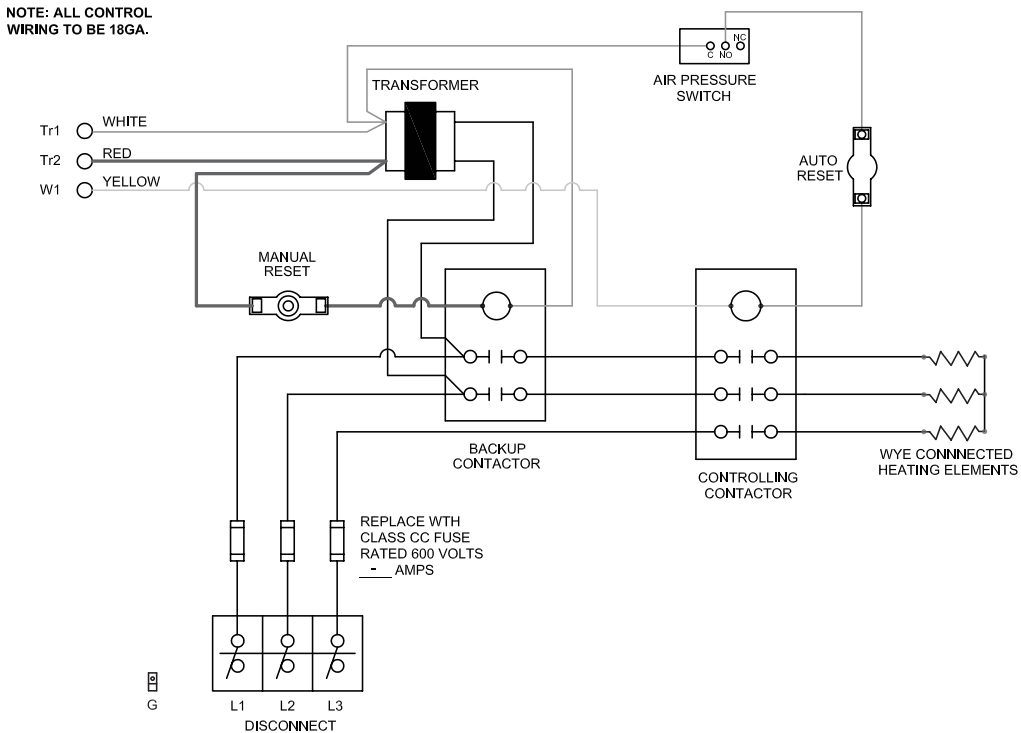 NOTE: ALL CONTROL
WIRING TO BE 18GA.
NC
C NO
AIR PRESSURE
SWITCH
TRANSFORMER
Tr1 WHITE
Tr2 RED
W1 YELLOW
AUTO
RESET
MANUAL
RESET
BACKUP
CONTACTOR
CONTROLLING
CONTACTOR
WYE CONNNECTED
HEATING ELEMENTS
REPLACE WTH
CLASS CC FUSE
RATED 600 VOLTS
- AMPS
G L1 L2 L3
DISCONNECT